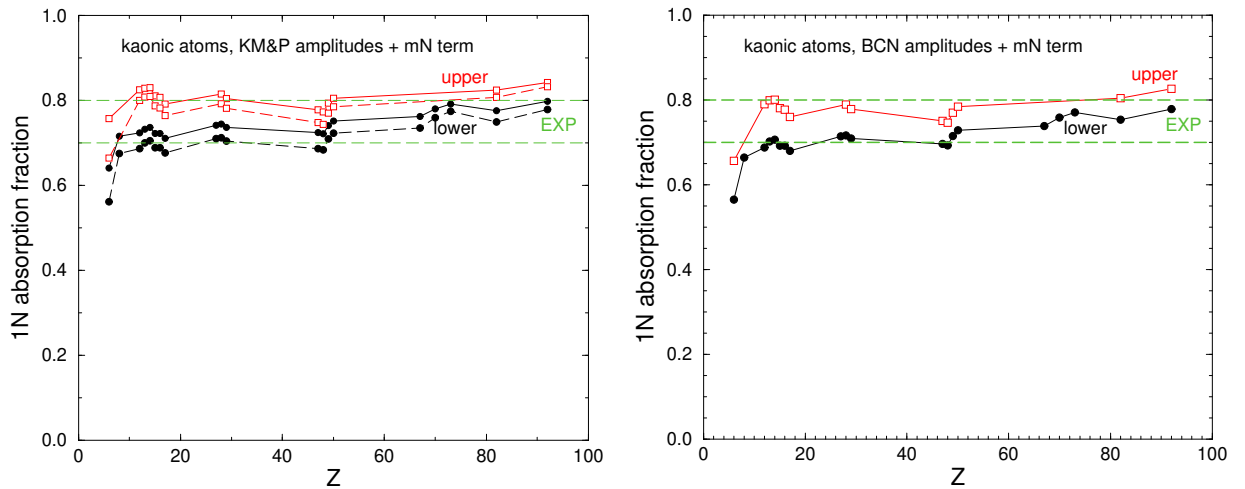 1.0
0.8
0.6
0.4
0.2
0.0
1N absorption fraction
kaonic atoms, KM&P amplitudes + mN term
upper
lower
EXP
0 20 40 60 80 100
Z
1.0
0.8
0.6
0.4
0.2
0.0
1N absorption fraction
kaonic atoms, BCN amplitudes + mN term
upper
lower
EXP
0 20 40 60 80 100
Z